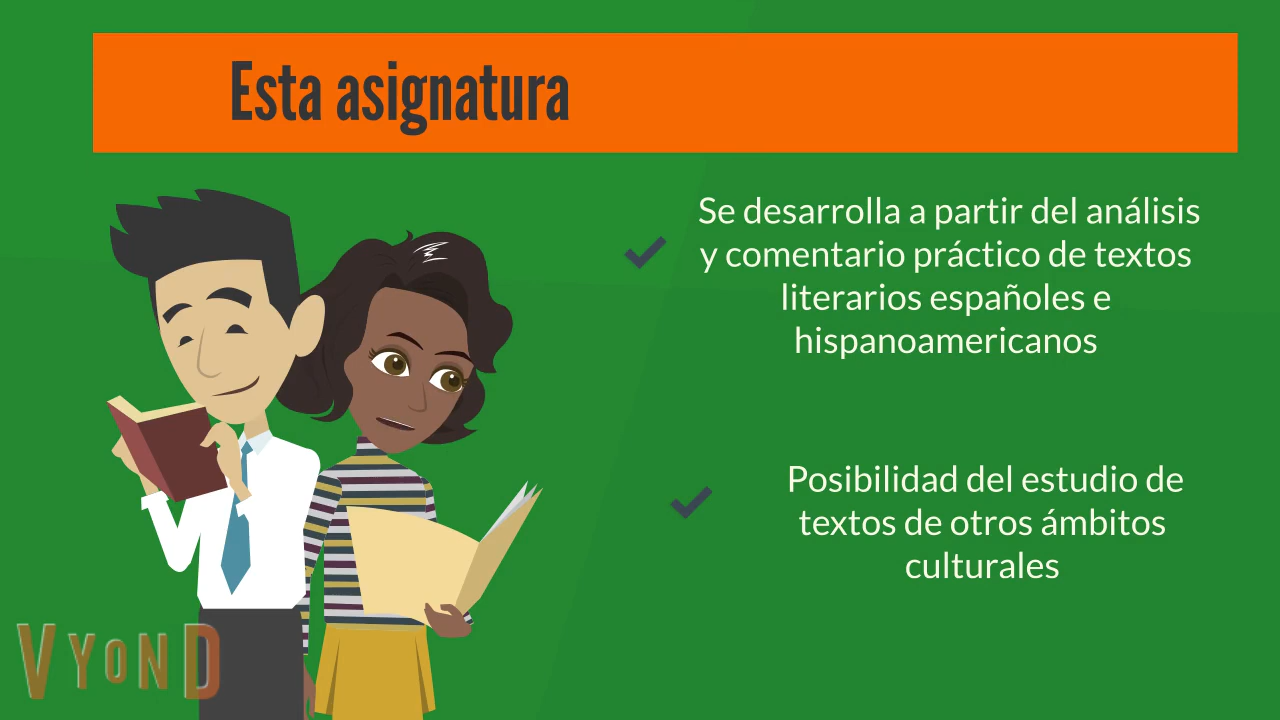 Esta asignatura
Se desarrolla a partir del análisis
y comentario práctico de textos
literarios españoles e
hispanoamericanos
Posibilidad del estudio de
textos de otros ámbitos
culturales
VYOND